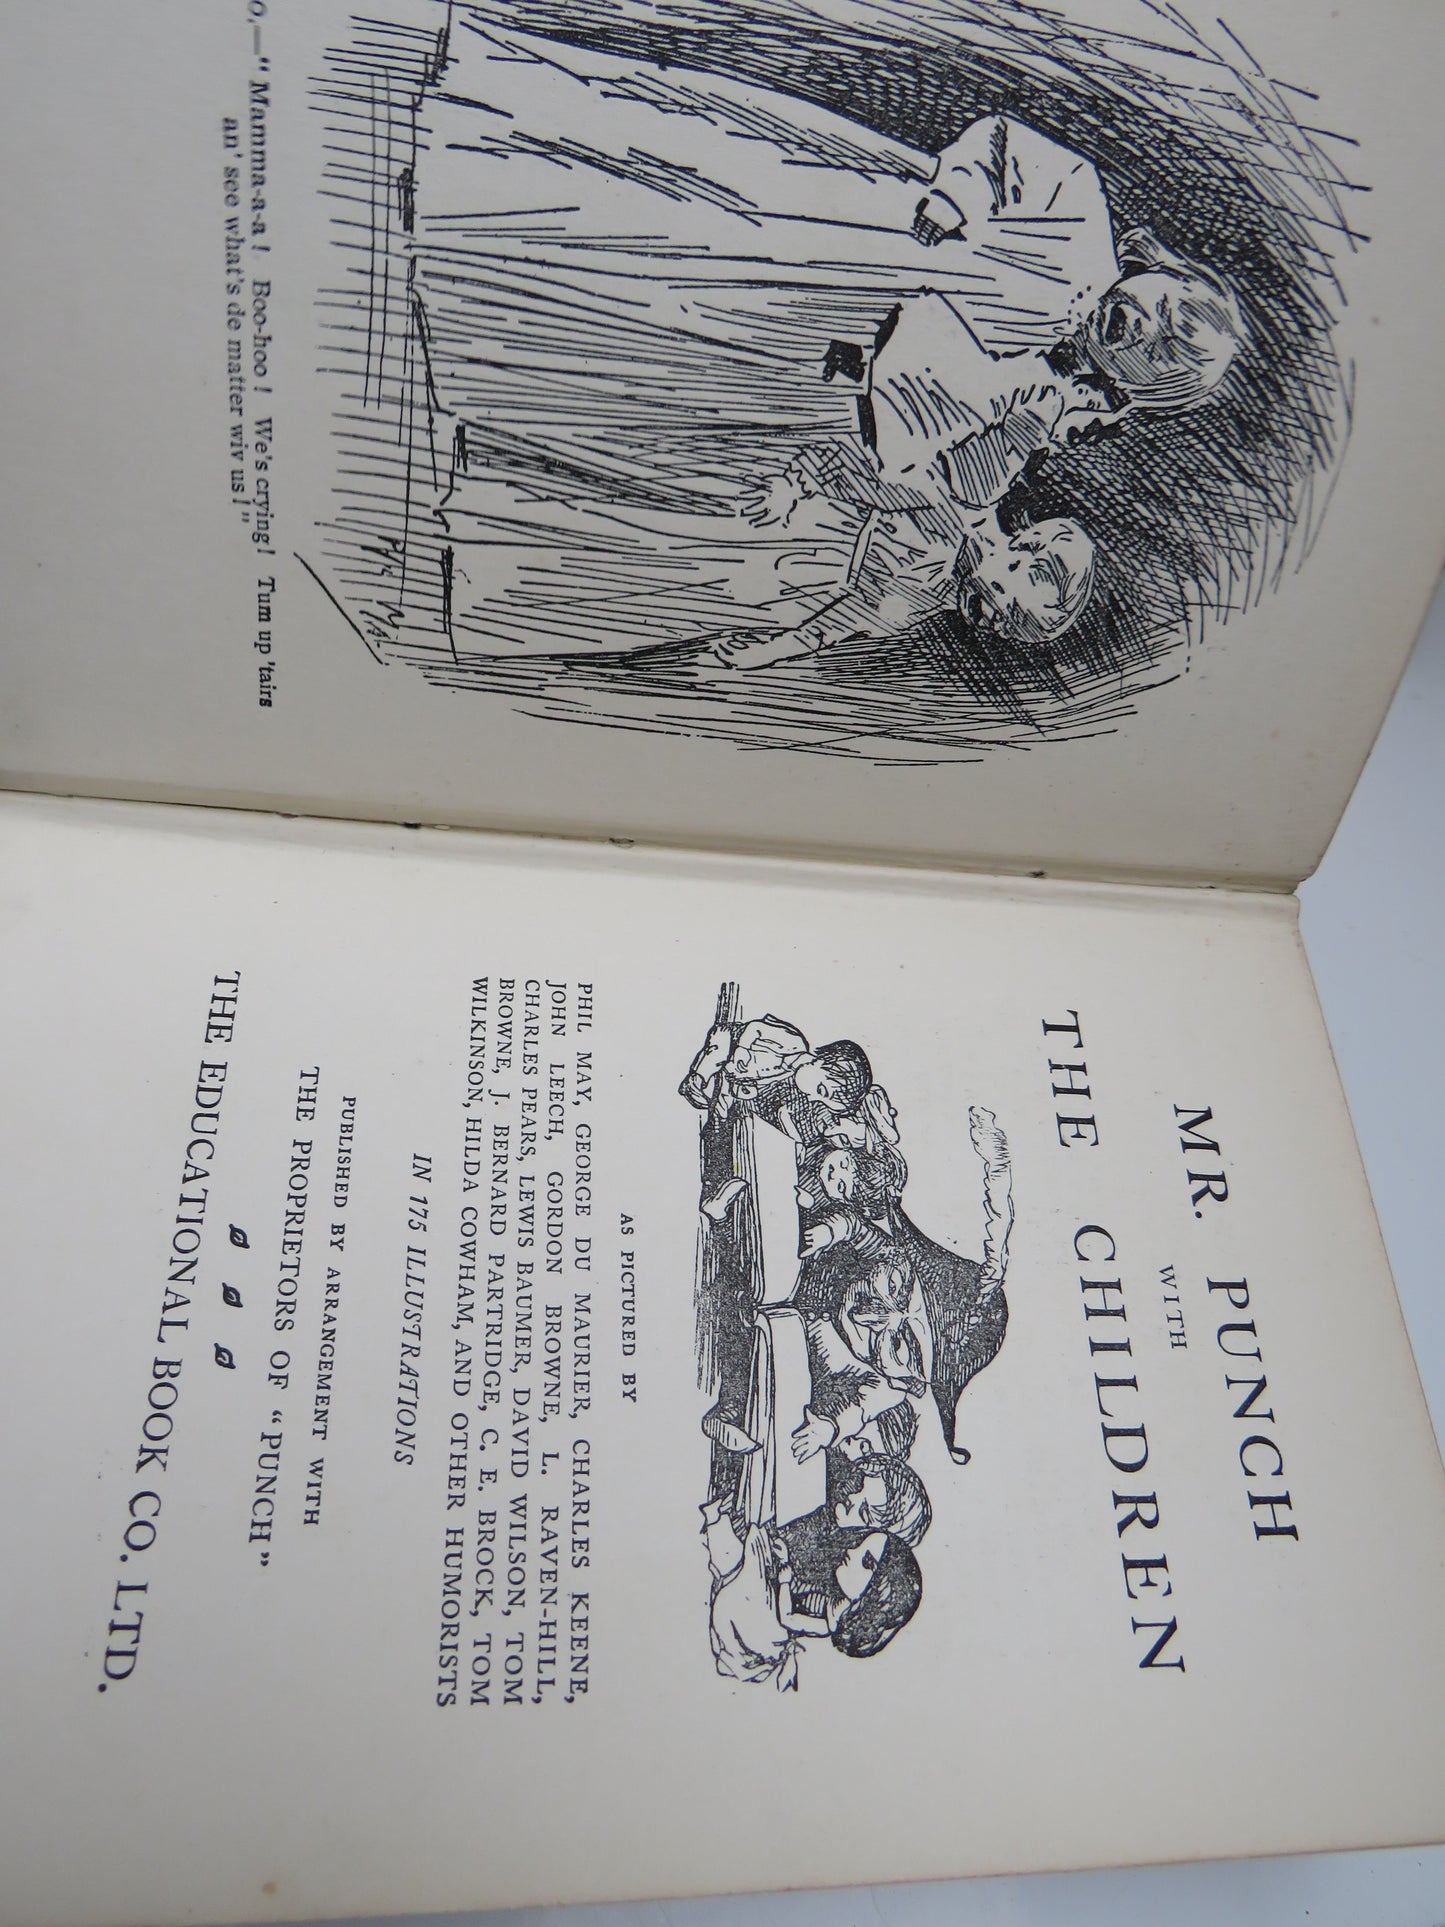 o,—" Mamma-a-a! Boo-hoo! We's crying! Tum up 'tairs
an' see what's de matter wiv us!"
MR. PUNCH
WITH
THE CHILDREN
AS PICTURED BY
PHIL MAY, GEORGE DU MAURIER, CHARLES KEENE,
JOHN LEECH, GORDON BROWNE, L. RAVEN-HILL,
CHARLES PEARS, LEWIS BAUMER, DAVID WILSON, TOM
BROWNE, J. BERNARD PARTRIDGE, C. E. BROCK, TOM
WILKINSON, HILDA COWHAM, AND OTHER HUMORISTS
IN 175 ILLUSTRATIONS
PUBLISHED BY ARRANGEMENT WITH
THE PROPRIETORS OF "PUNCH"
THE EDUCATIONAL BOOK CO. LTD.